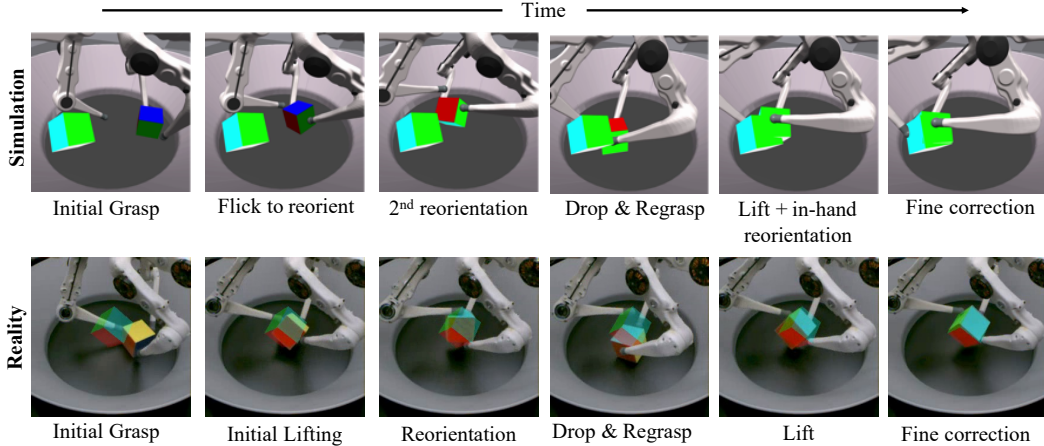 Time
Simulation
Initial Grasp
Flick to reorient
2nd reorientation
Drop & Regrasp
Lift + in-hand
reorientation
Fine correction
Reality
Initial Grasp
Initial Lifting
Reorientation
Drop & Regrasp
Lift
Fine correction